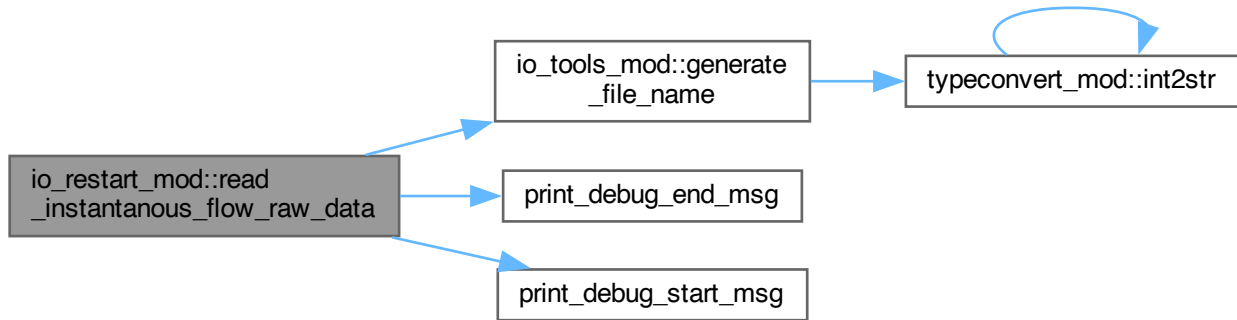 io_restart_mod::read
_instantanous_flow_raw_data
io_tools_mod::generate
_file_name
typeconvert_mod::int2str
print_debug_end_msg
print_debug_start_msg